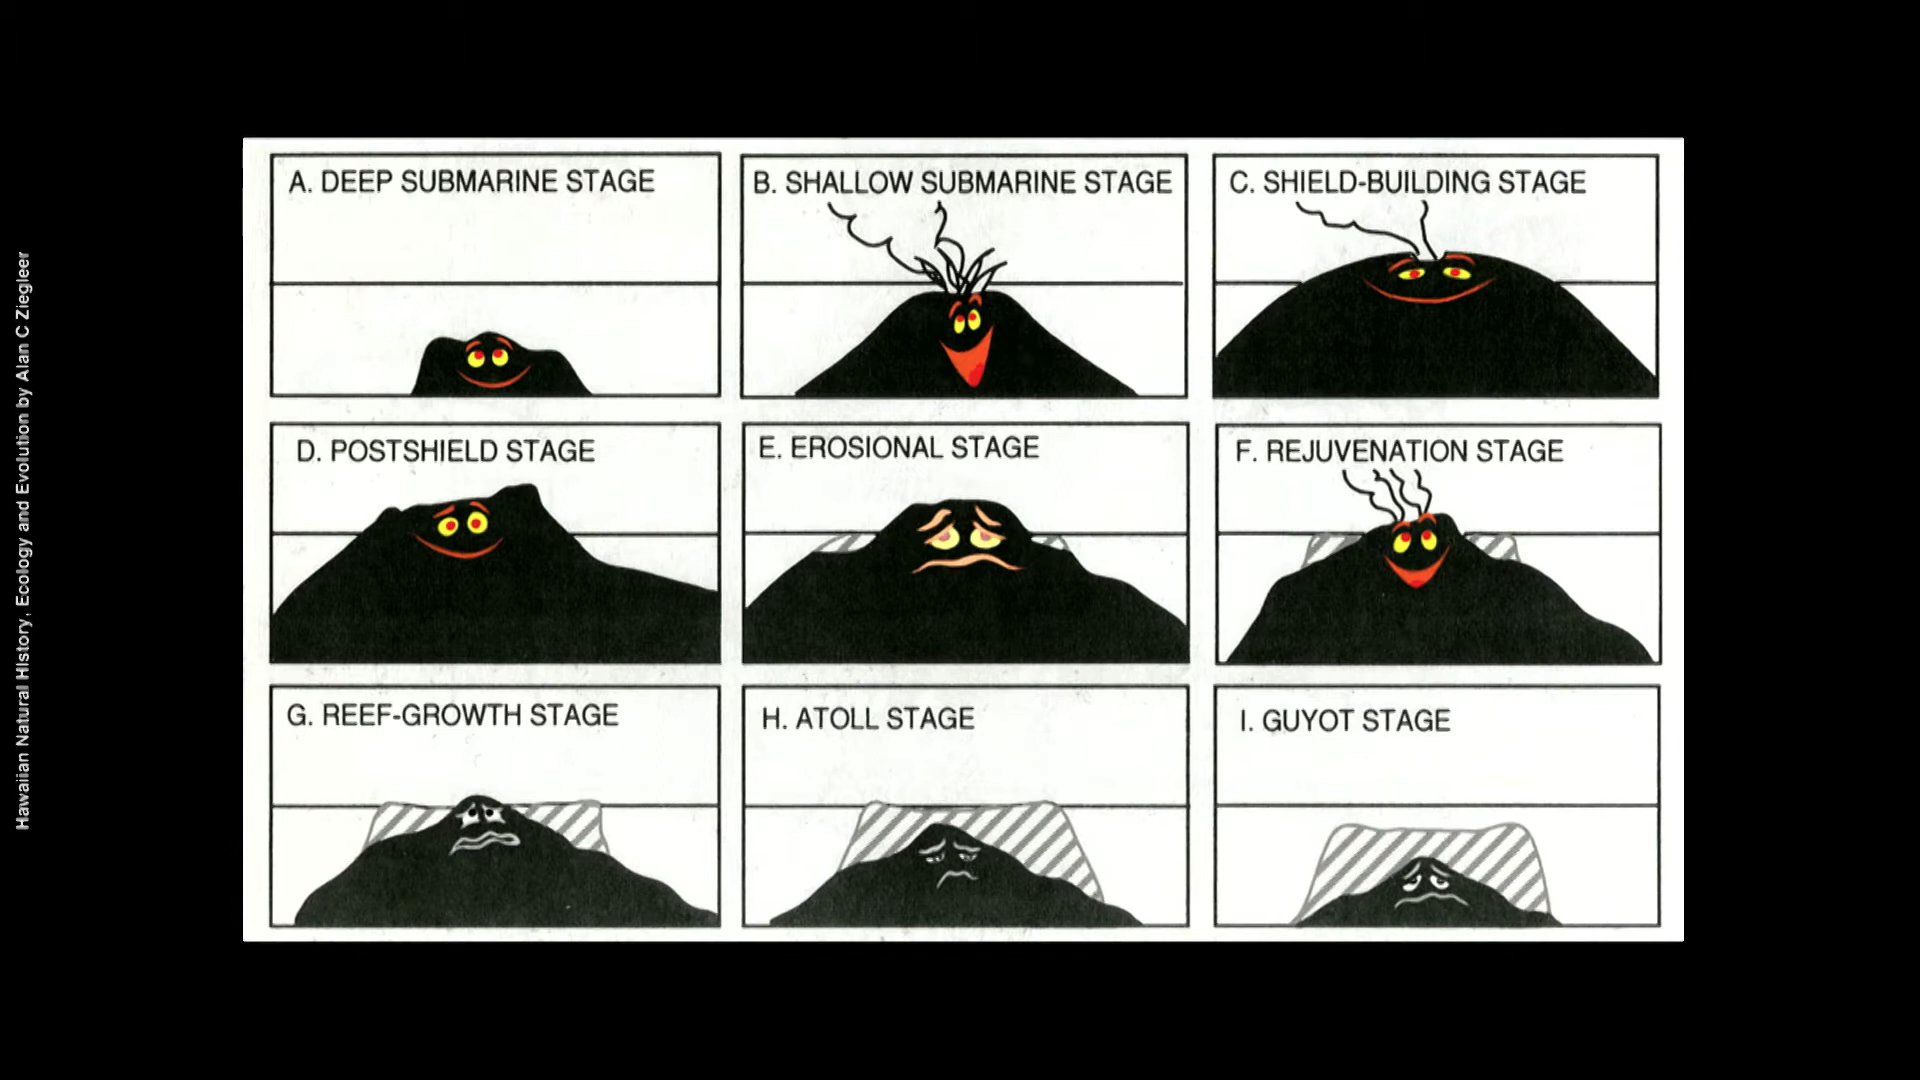 Hawaiian Natural History, Ecology and Evolution by Alan C Ziegleer
A. DEEP SUBMARINE STAGE
B. SHALLOW SUBMARINE STAGE
C. SHIELD-BUILDING STAGE
D. POSTSHIELD STAGE
E. EROSIONAL STAGE
F. REJUVENATION STAGE
G. REEF-GROWTH STAGE
H. ATOLL STAGE
I. GUYOT STAGE